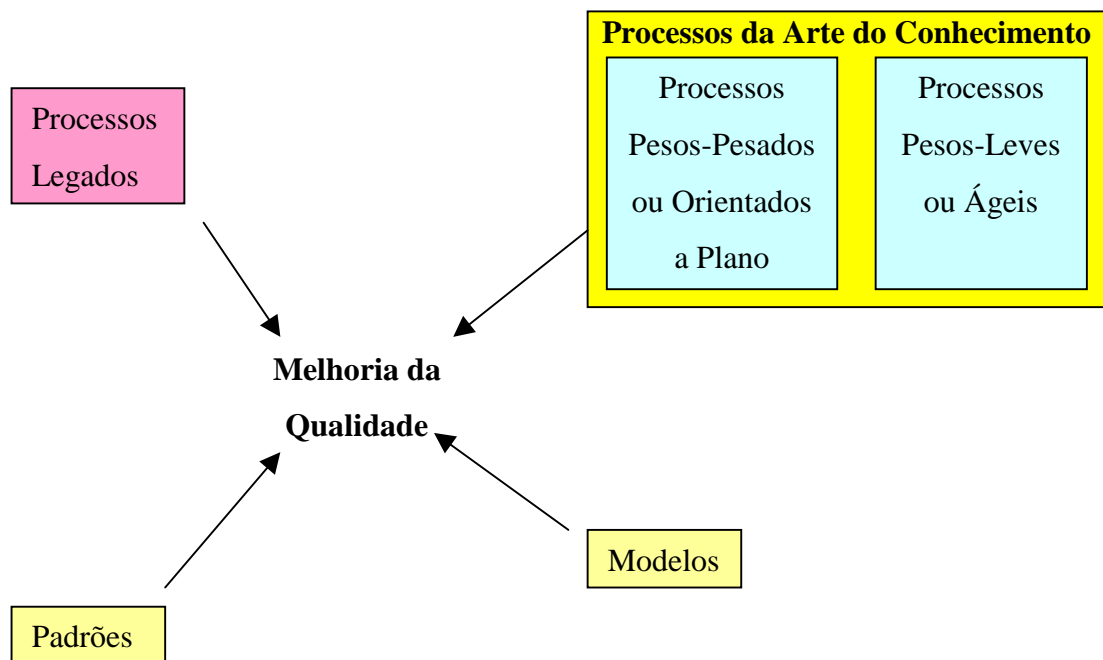 Processos da Arte do Conhecimento
Processos
Pesos-Pesados
ou Orientados
a Plano
Processos
Pesos-Leves
ou Ágeis
Processos
Legados
Melhoria da
Qualidade
Modelos
Padrões